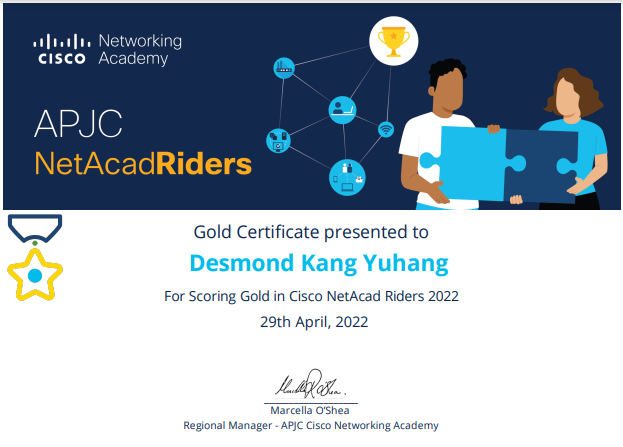 Networking
CISCO Academy
APJC
NetAcadRiders
Gold Certificate presented to
Desmond Kang Yuhang
For Scoring Gold in Cisco NetAcad Riders 2022
29th April, 2022
Marcella O'Shea
Marcella O'Shea
Regional Manager - APJC Cisco Networking Academy